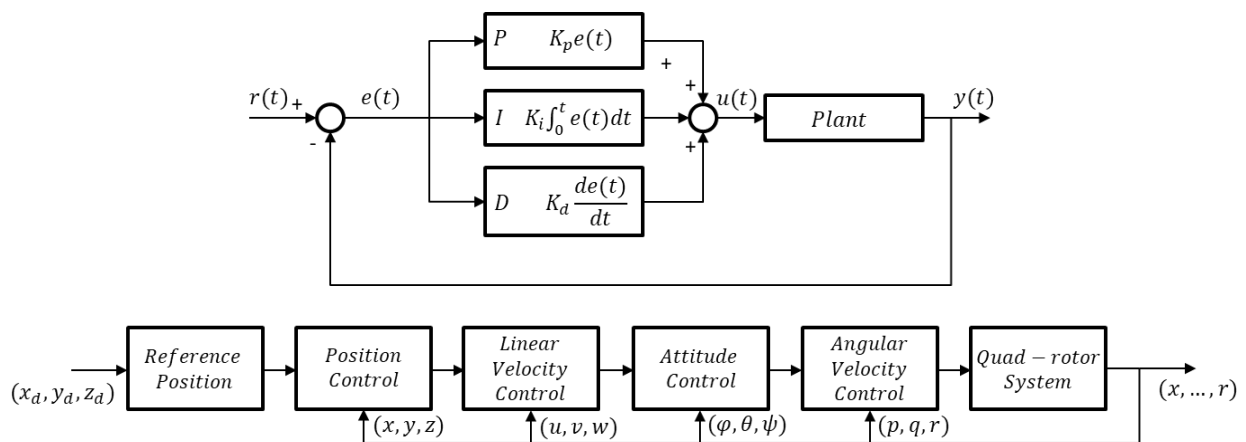 P K_p e(t)
+
+
r(t) + e(t) u(t) y(t)
I K_i ∫_0^t e(t)dt
Plant
-
+
D K_d de(t)/dt
Reference Position
Position Control
Linear Velocity Control
Attitude Control
Angular Velocity Control
Quad − rotor System
(x_d, y_d, z_d)
(x, y, z)
(u, v, w)
(φ, θ, ψ)
(p, q, r)
(x, ..., r)